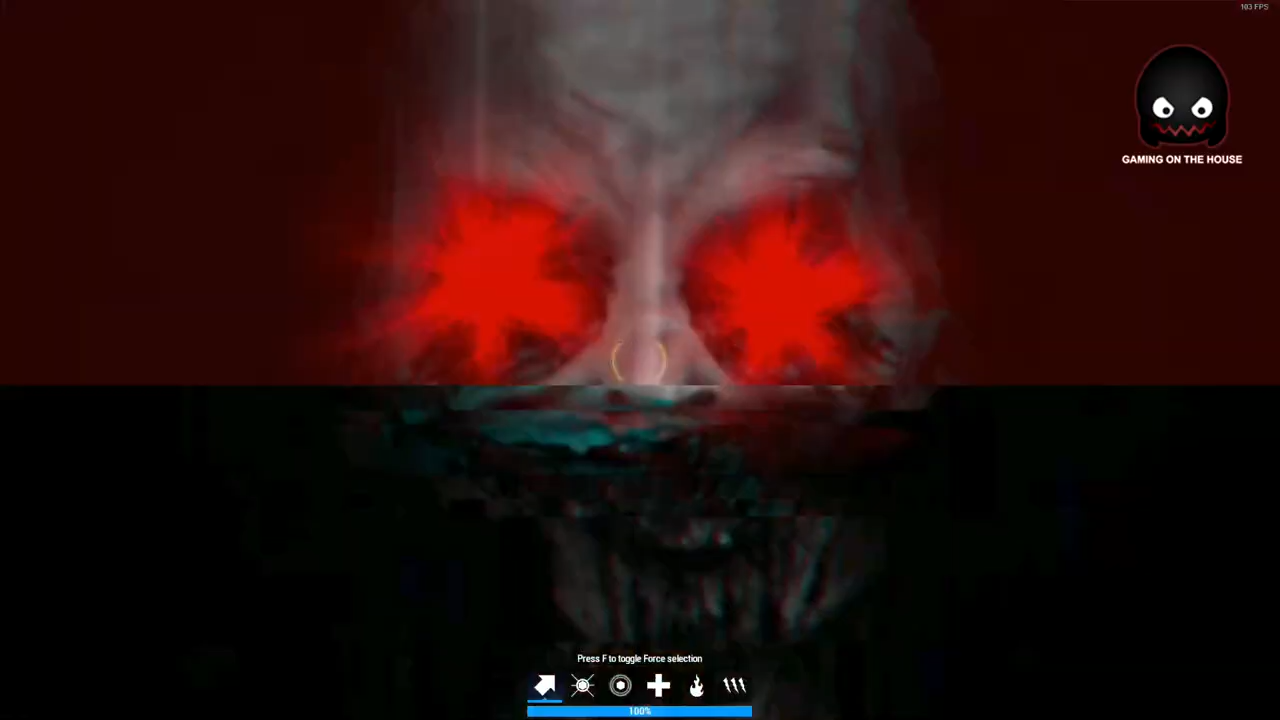 103 FPS
GAMING ON THE HOUSE
Press F to toggle Force selection
100%